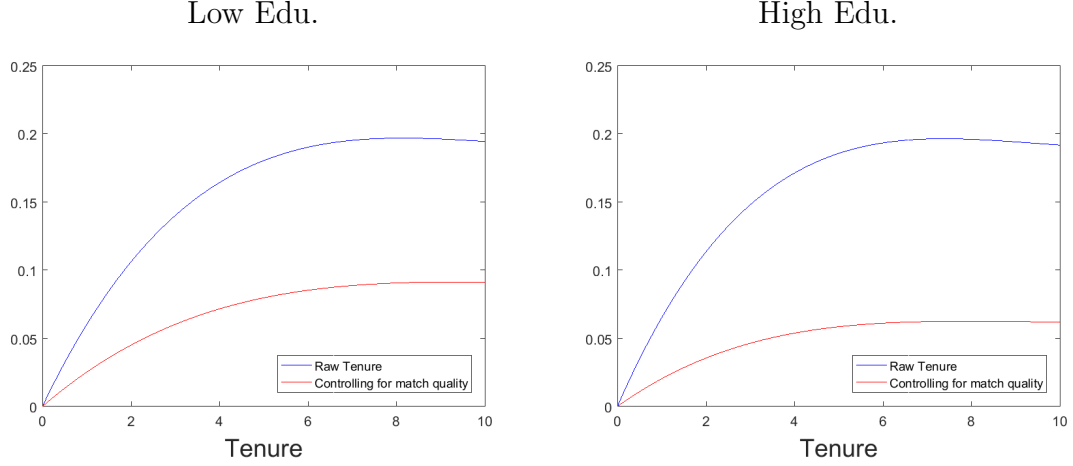 Low Edu.
0.25
0.2
0.15
0.1
0.05
0
0 2 4 6 8 10
Raw Tenure
Controlling for match quality
Tenure
High Edu.
0.25
0.2
0.15
0.1
0.05
0
0 2 4 6 8 10
Raw Tenure
Controlling for match quality
Tenure